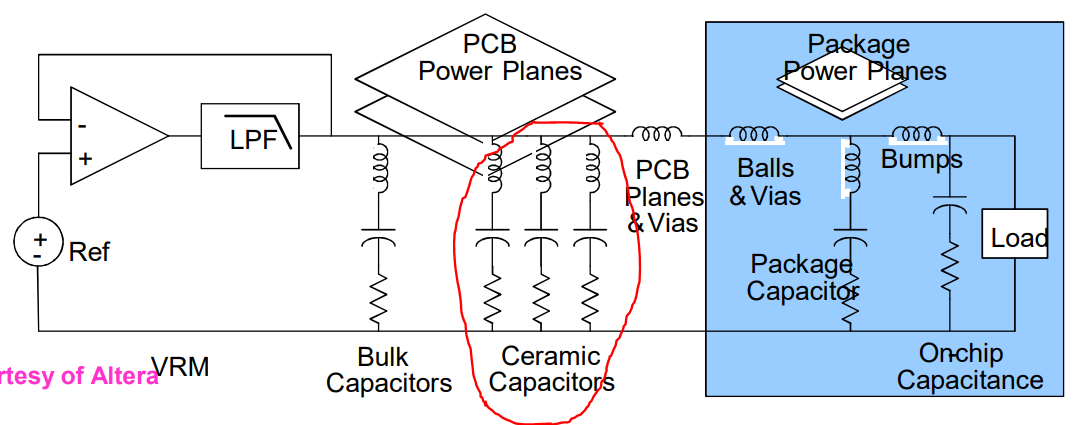 PCB
Power Planes
Package
Power Planes
-
+
LPF
PCB
Planes
& Vias
Balls
& Vias
Bumps
+
-
Ref
Load
Package
Capacitor
rtesy of Altera
VRM
Bulk
Capacitors
Ceramic
Capacitors
On-chip
Capacitance